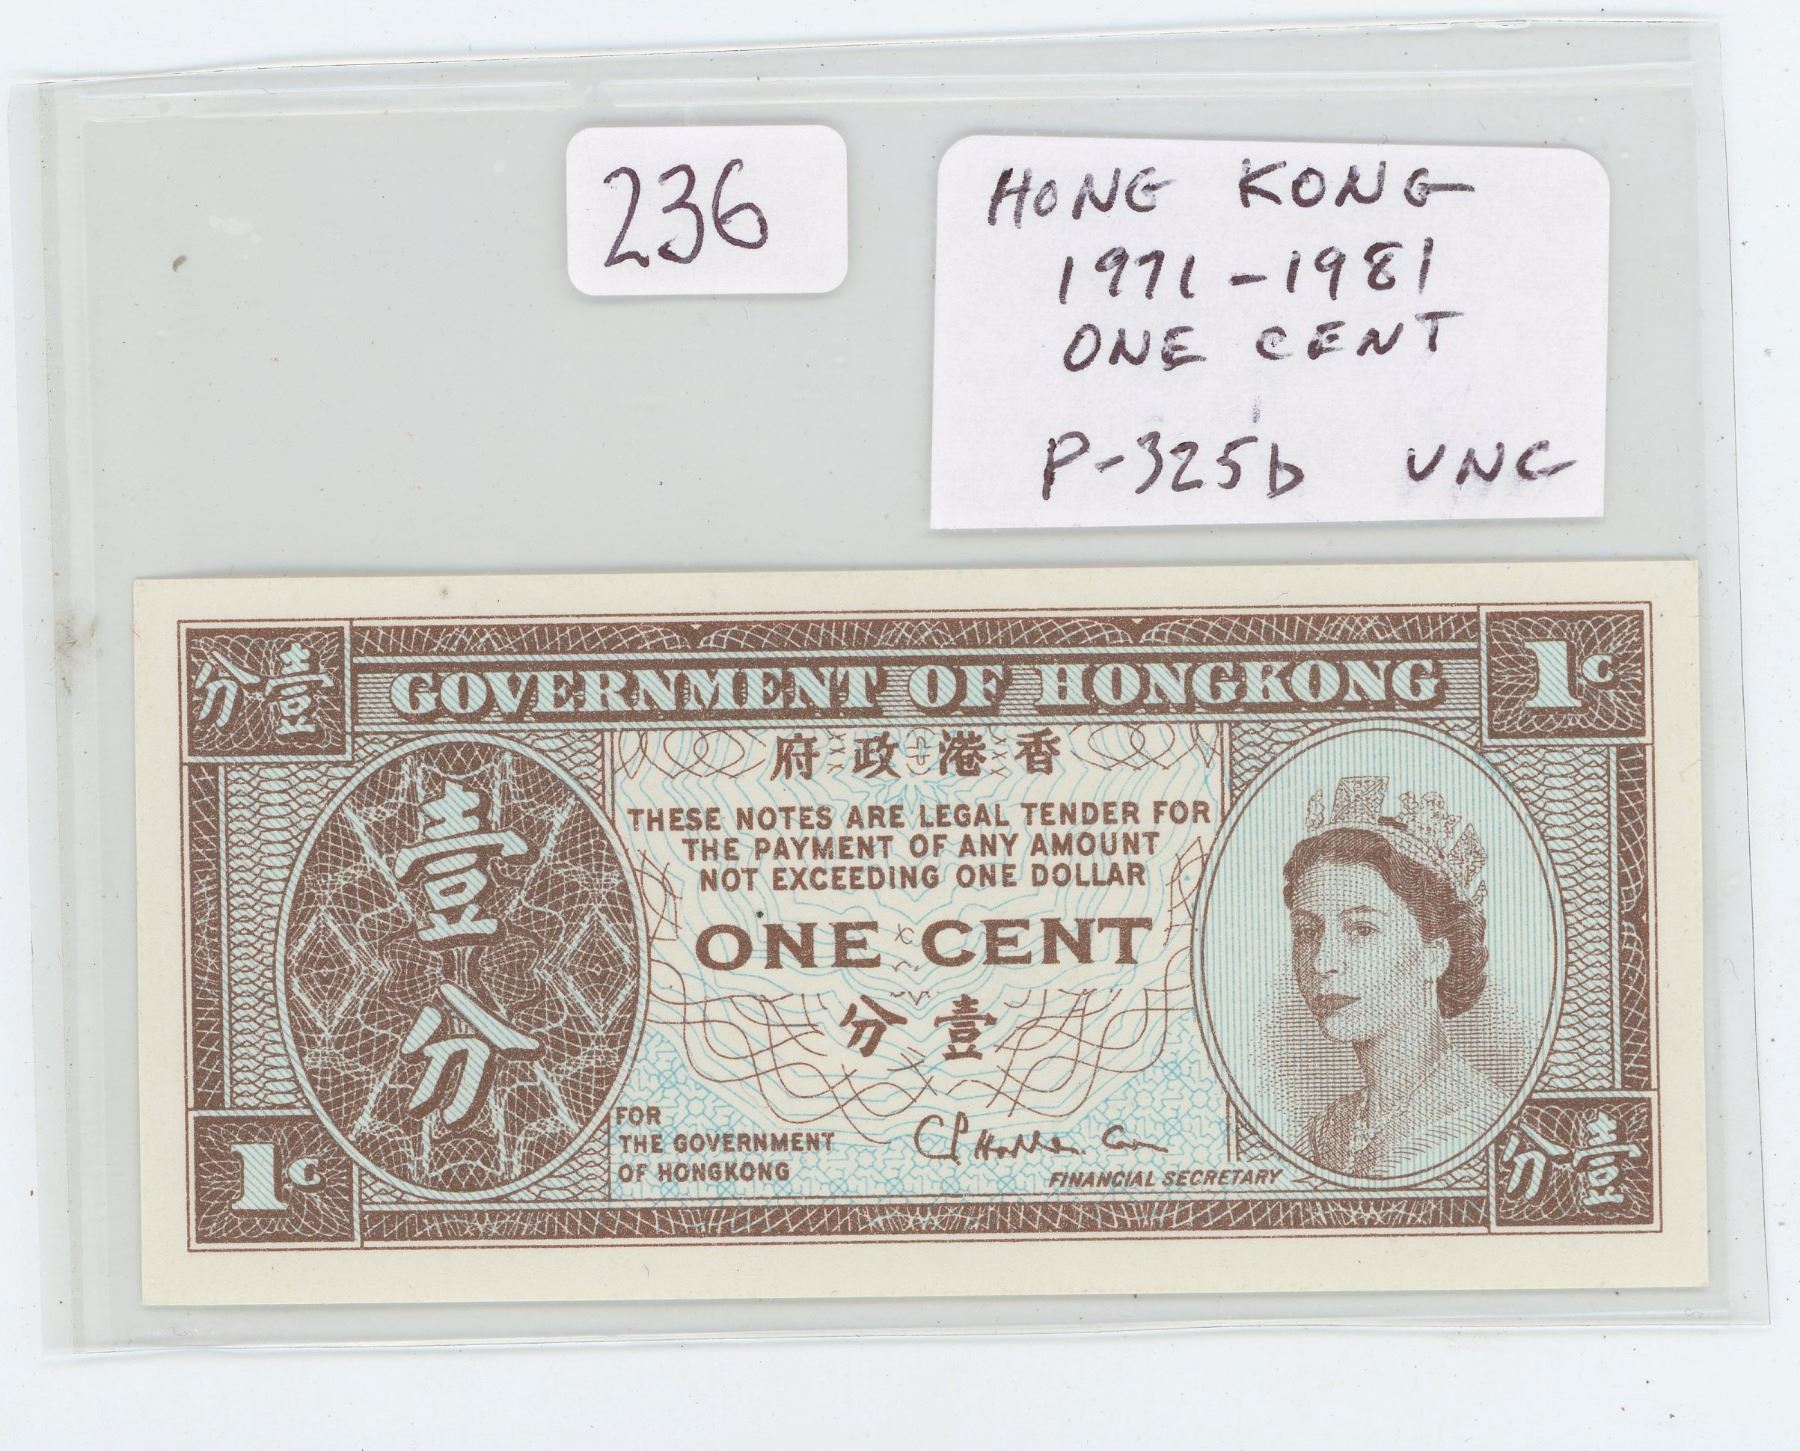 236
HONG KONG
1971-1981
ONE CENT
P-325b UNC
分壹
GOVERNMENT OF HONGKONG
1c
府政港香
THESE NOTES ARE LEGAL TENDER FOR
THE PAYMENT OF ANY AMOUNT
NOT EXCEEDING ONE DOLLAR
壹分
ONE CENT
分壹
FOR
THE GOVERNMENT
OF HONGKONG
FINANCIAL SECRETARY
1c
分壹